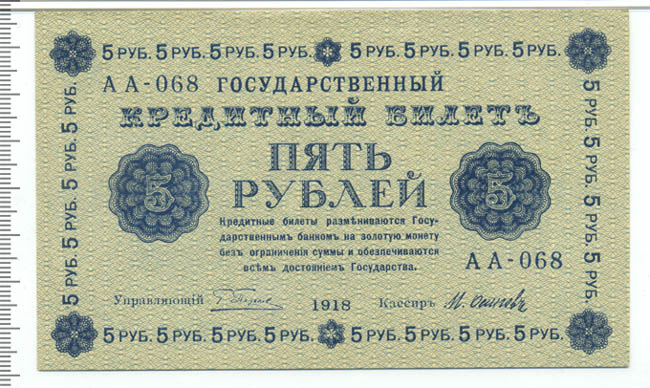 5 РУБ. 5 РУБ. 5 РУБ. 5 РУБ. 5 РУБ. 5 РУБ. 5 РУБ. 5 РУБ.
АА-068 ГОСУДАРСТВЕННЫЙ
КРЕДИТНЫЙ БИЛЕТЪ
ПЯТЬ
РУБЛЕЙ
5
5
Кредитные билеты размѣниваются Госу-
дарственнымъ банкомъ на золотую монету
безъ ограниченія суммы и обезпечиваются
всѣмъ достояніемъ Государства.
АА-068
Управляющій
1918
Кассиръ
5 РУБ. 5 РУБ. 5 РУБ. 5 РУБ. 5 РУБ.
5 РУБ. 5 РУБ. 5 РУБ. 5 РУБ. 5 РУБ.
5 РУБ. 5 РУБ. 5 РУБ. 5 РУБ. 5 РУБ. 5 РУБ. 5 РУБ. 5 РУБ.